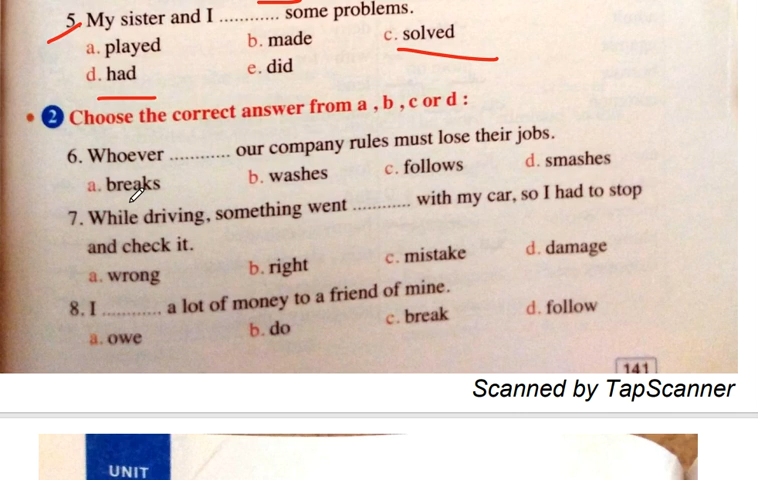 5. My sister and I ............ some problems.
a. played b. made c. solved
d. had e. did
2 Choose the correct answer from a , b , c or d :
6. Whoever ............ our company rules must lose their jobs.
a. breaks b. washes c. follows d. smashes
7. While driving, something went ............ with my car, so I had to stop
and check it.
a. wrong b. right c. mistake d. damage
8. I ............ a lot of money to a friend of mine.
a. owe b. do c. break d. follow
141
Scanned by TapScanner
UNIT